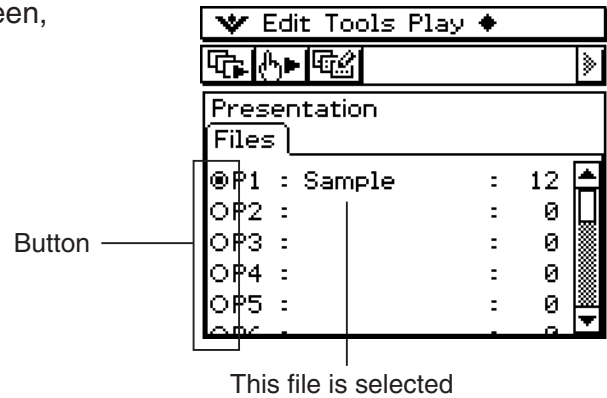 een,
Edit Tools Play
Presentation
Files
P1 : Sample : 12
P2 : : 0
P3 : : 0
Button
P4 : : 0
P5 : : 0
This file is selected